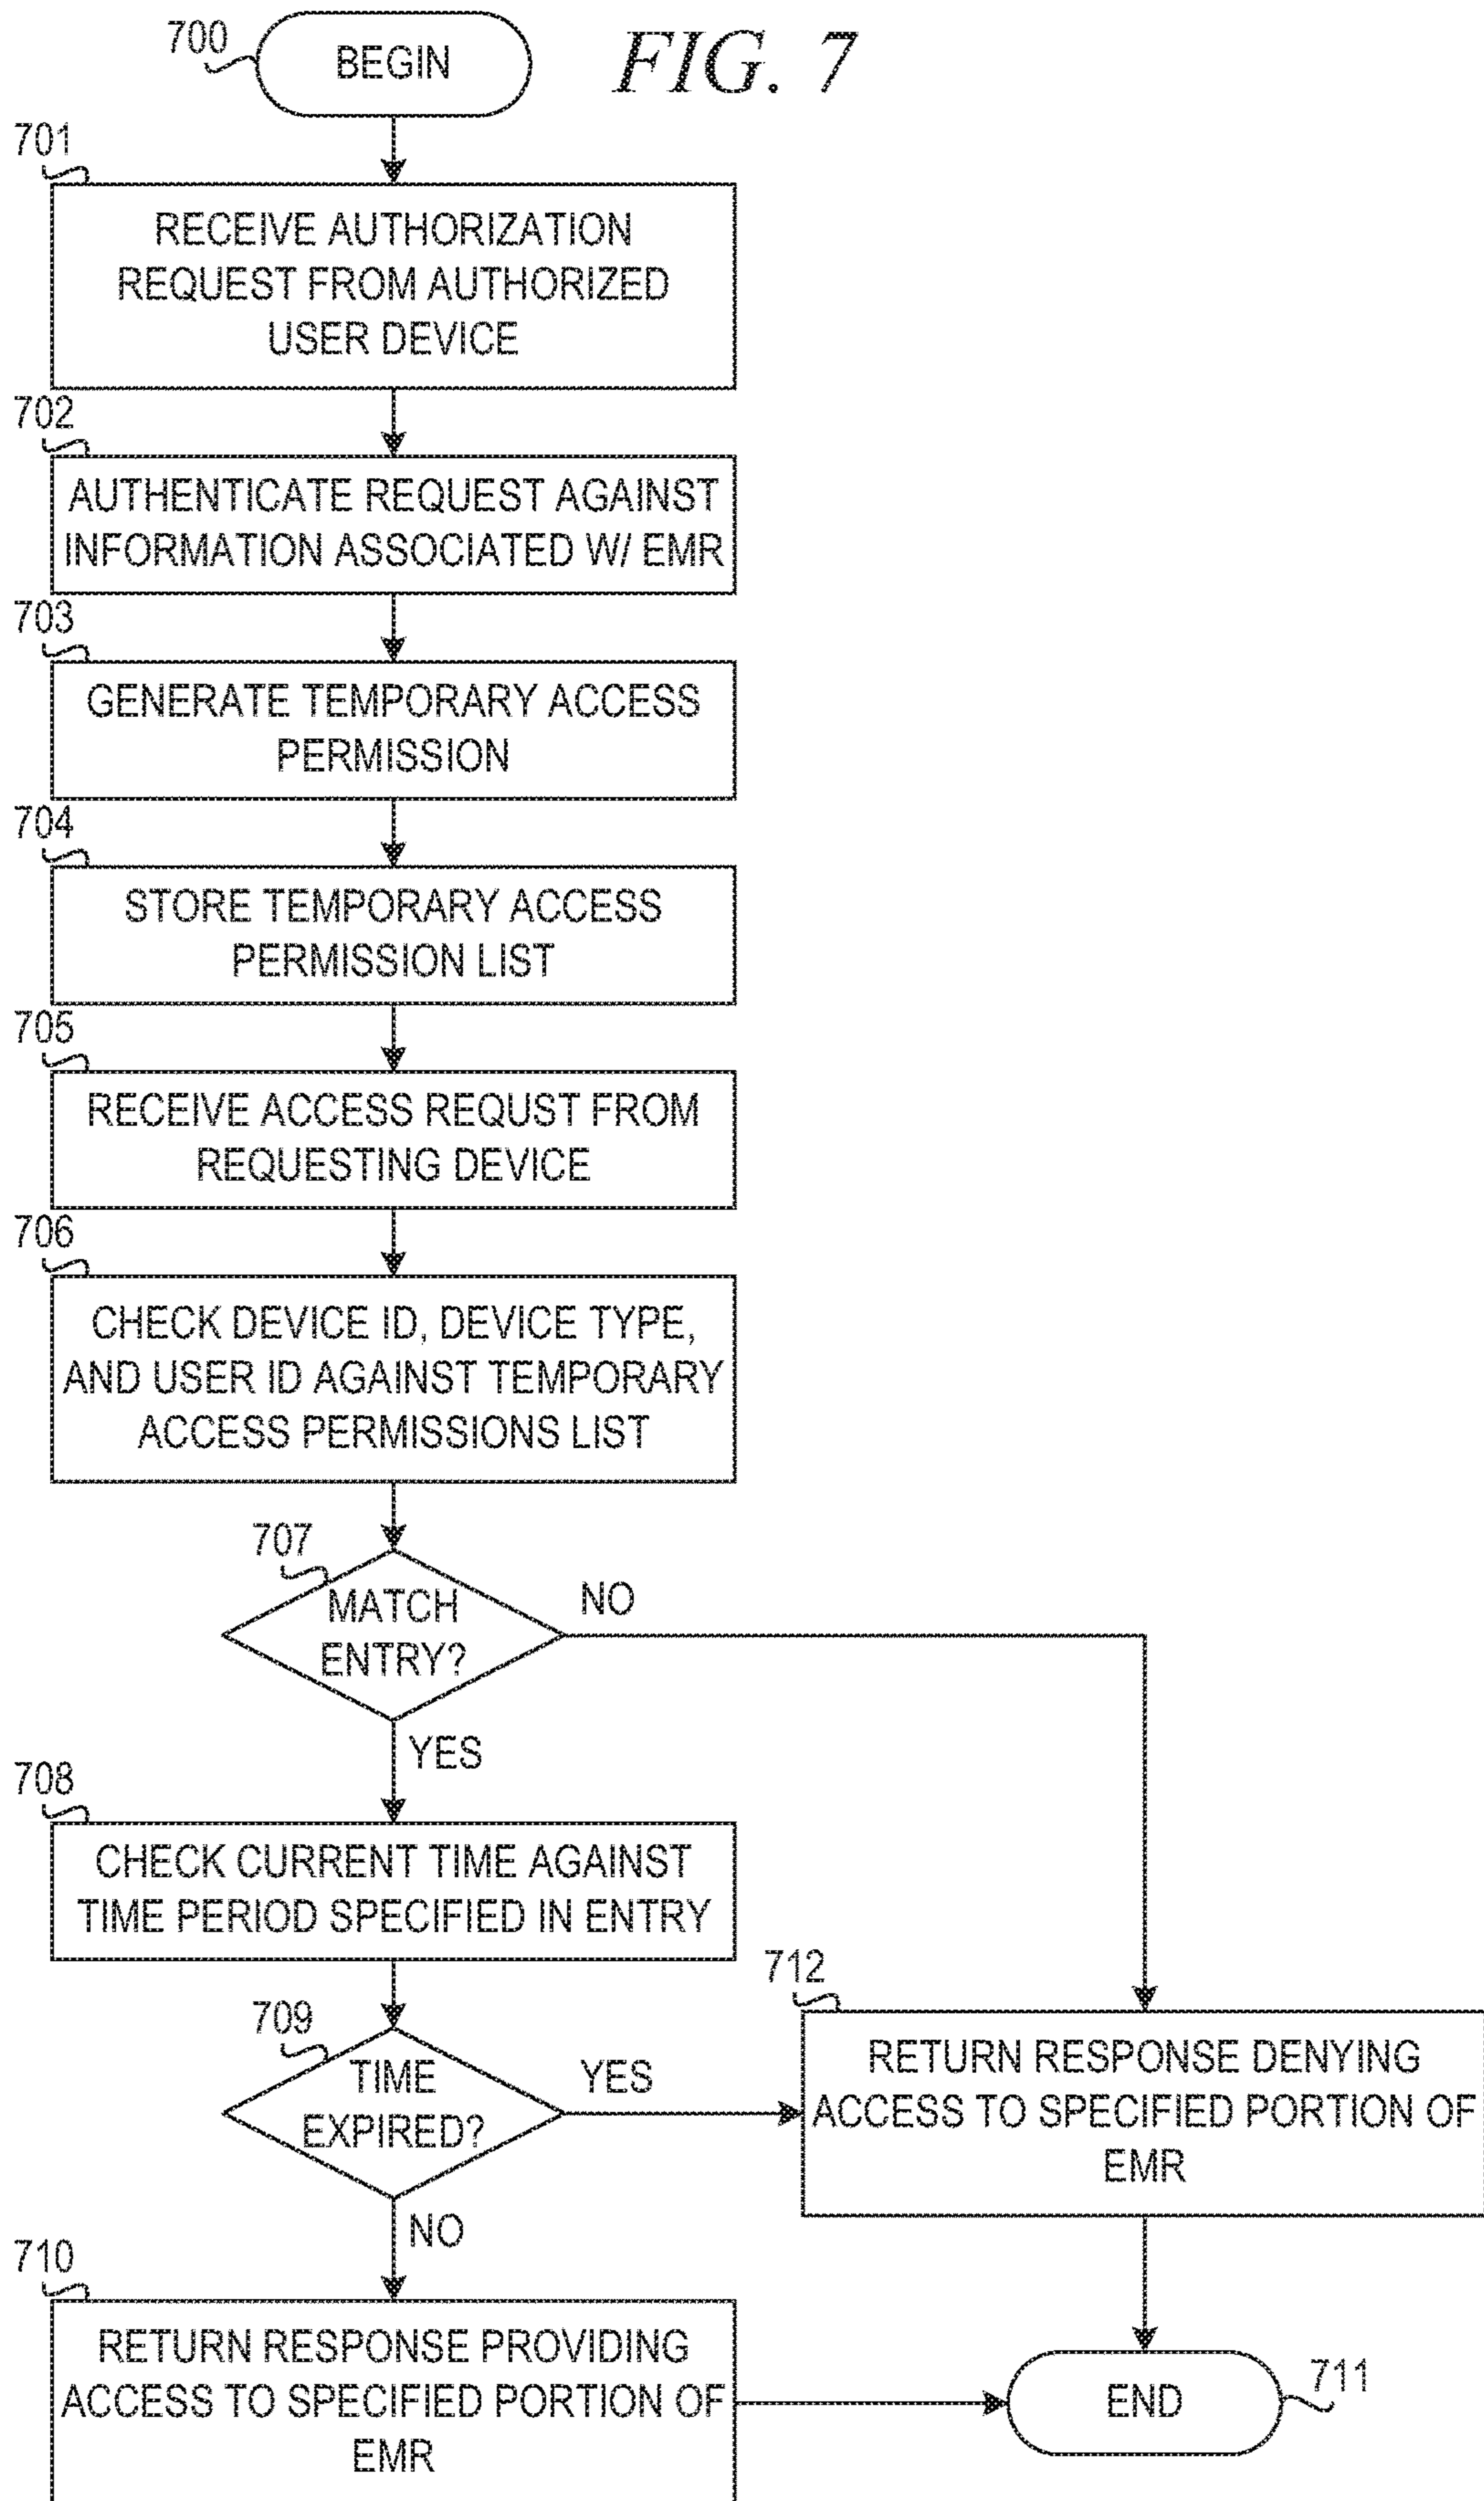 700
BEGIN
FIG. 7
701
RECEIVE AUTHORIZATION
REQUEST FROM AUTHORIZED
USER DEVICE
702
AUTHENTICATE REQUEST AGAINST
INFORMATION ASSOCIATED W/ EMR
703
GENERATE TEMPORARY ACCESS
PERMISSION
704
STORE TEMPORARY ACCESS
PERMISSION LIST
705
RECEIVE ACCESS REQUST FROM
REQUESTING DEVICE
706
CHECK DEVICE ID, DEVICE TYPE,
AND USER ID AGAINST TEMPORARY
ACCESS PERMISSIONS LIST
707
MATCH
ENTRY?
NO
YES
708
CHECK CURRENT TIME AGAINST
TIME PERIOD SPECIFIED IN ENTRY
709
TIME
EXPIRED?
YES
NO
712
RETURN RESPONSE DENYING
ACCESS TO SPECIFIED PORTION OF
EMR
710
RETURN RESPONSE PROVIDING
ACCESS TO SPECIFIED PORTION OF
EMR
END
711